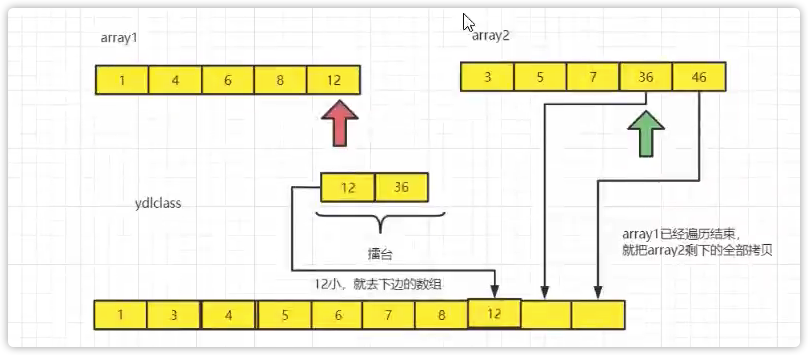 array1
array2
1 4 6 8 12
3 5 7 36 46
12 36
ydlclass
擂台
array1已经遍历结束，
就把array2剩下的全部拷贝
12小，就去下边的数组
1 3 4 5 6 7 8 12